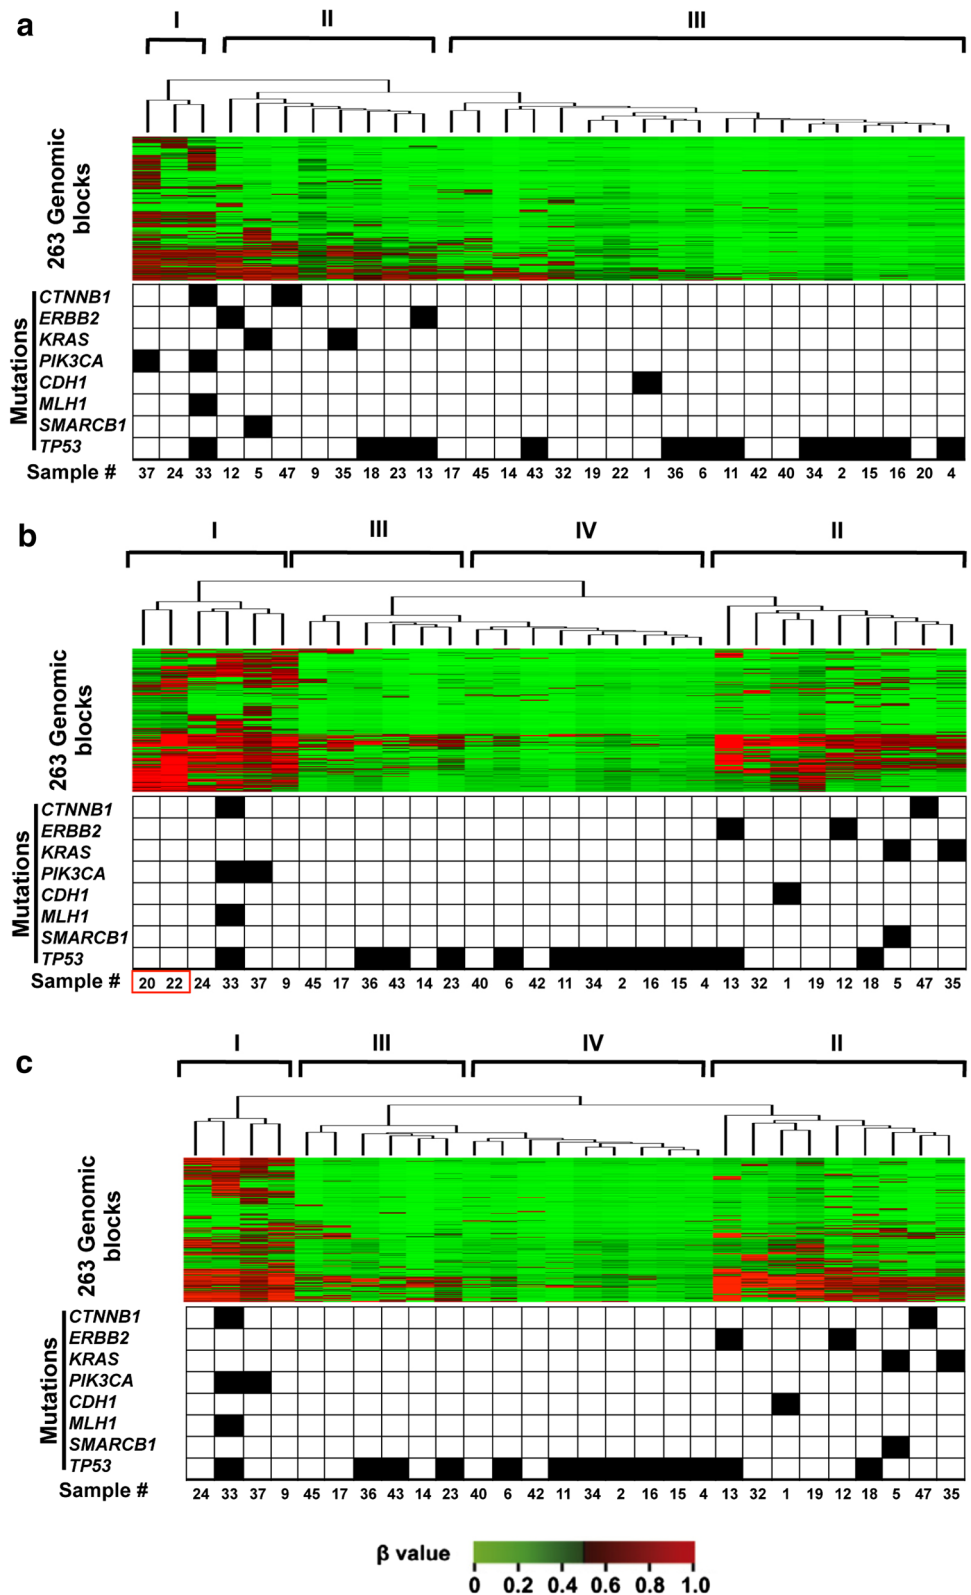 a
I II III
263 Genomic
blocks
Mutations
CTNNB1
ERBB2
KRAS
PIK3CA
CDH1
MLH1
SMARCB1
TP53
Sample # 37 24 33 12 5 47 9 35 18 23 13 17 45 14 43 32 19 22 1 36 6 11 42 40 34 2 15 16 20 4
b
I III IV II
263 Genomic
blocks
Mutations
CTNNB1
ERBB2
KRAS
PIK3CA
CDH1
MLH1
SMARCB1
TP53
Sample # 20 22 24 33 37 9 45 17 36 43 14 23 40 6 42 11 34 2 16 15 4 13 32 1 19 12 18 5 47 35
c
I III IV II
263 Genomic
blocks
Mutations
CTNNB1
ERBB2
KRAS
PIK3CA
CDH1
MLH1
SMARCB1
TP53
Sample # 24 33 37 9 45 17 36 43 14 23 40 6 42 11 34 2 16 15 4 13 32 1 19 12 18 5 47 35
β value
0 0.2 0.4 0.6 0.8 1.0